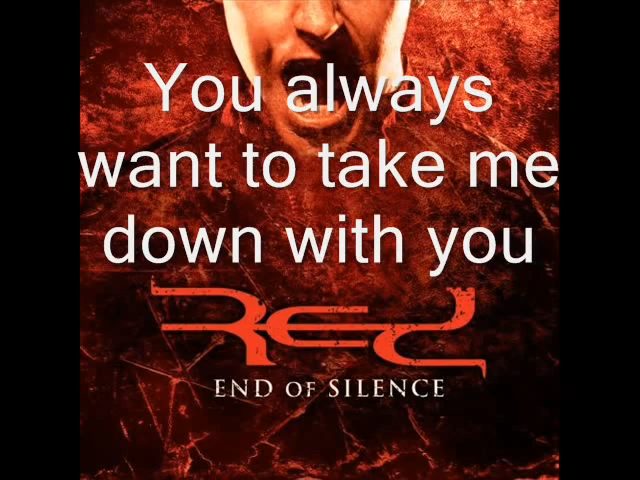 You always
want to take me
down with you
RED
END OF SILENCE